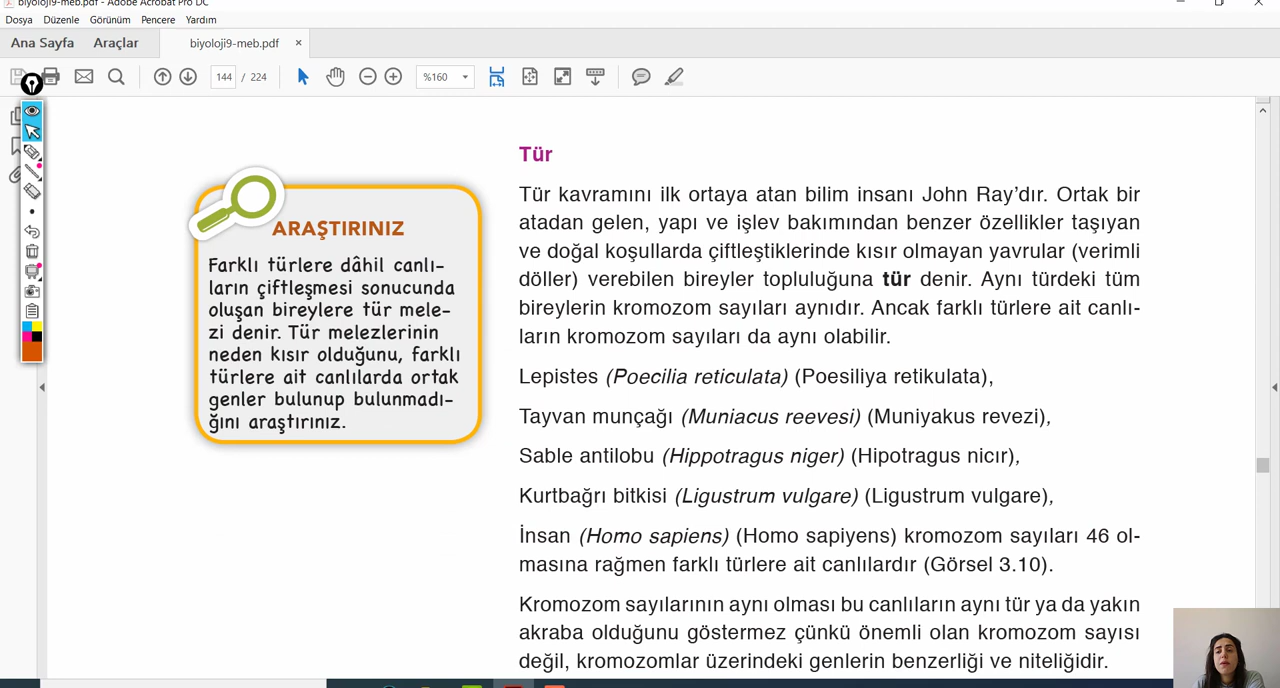 biyoloji9-meb.pdf - Adobe Acrobat Pro DC
Dosya Düzenle Görünüm Pencere Yardım
Ana Sayfa Araçlar biyoloji9-meb.pdf ×
144 / 224 %160
Tür
Tür kavramını ilk ortaya atan bilim insanı John Ray’dır. Ortak bir
atadan gelen, yapı ve işlev bakımından benzer özellikler taşıyan
ve doğal koşullarda çiftleştiklerinde kısır olmayan yavrular (verimli
döller) verebilen bireyler topluluğuna tür denir. Aynı türdeki tüm
bireylerin kromozom sayıları aynıdır. Ancak farklı türlere ait canlı-
ların kromozom sayıları da aynı olabilir.
Lepistes (Poecilia reticulata) (Poesiliya retikulata),
Tayvan munçağı (Muniacus reevesi) (Muniyakus revezi),
Sable antilobu (Hippotragus niger) (Hipotragus nicır),
Kurtbağrı bitkisi (Ligustrum vulgare) (Ligustrum vulgare),
İnsan (Homo sapiens) (Homo sapiyens) kromozom sayıları 46 ol-
masına rağmen farklı türlere ait canlılardır (Görsel 3.10).
Kromozom sayılarının aynı olması bu canlıların aynı tür ya da yakın
akraba olduğunu göstermez çünkü önemli olan kromozom sayısı
değil, kromozomlar üzerindeki genlerin benzerliği ve niteliğidir.
ARAŞTIRINIZ
Farklı türlere dâhil canlı-
ların çiftleşmesi sonucunda
oluşan bireylere tür mele-
zi denir. Tür melezlerinin
neden kısır olduğunu, farklı
türlere ait canlılarda ortak
genler bulunup bulunmadı-
ğını araştırınız.